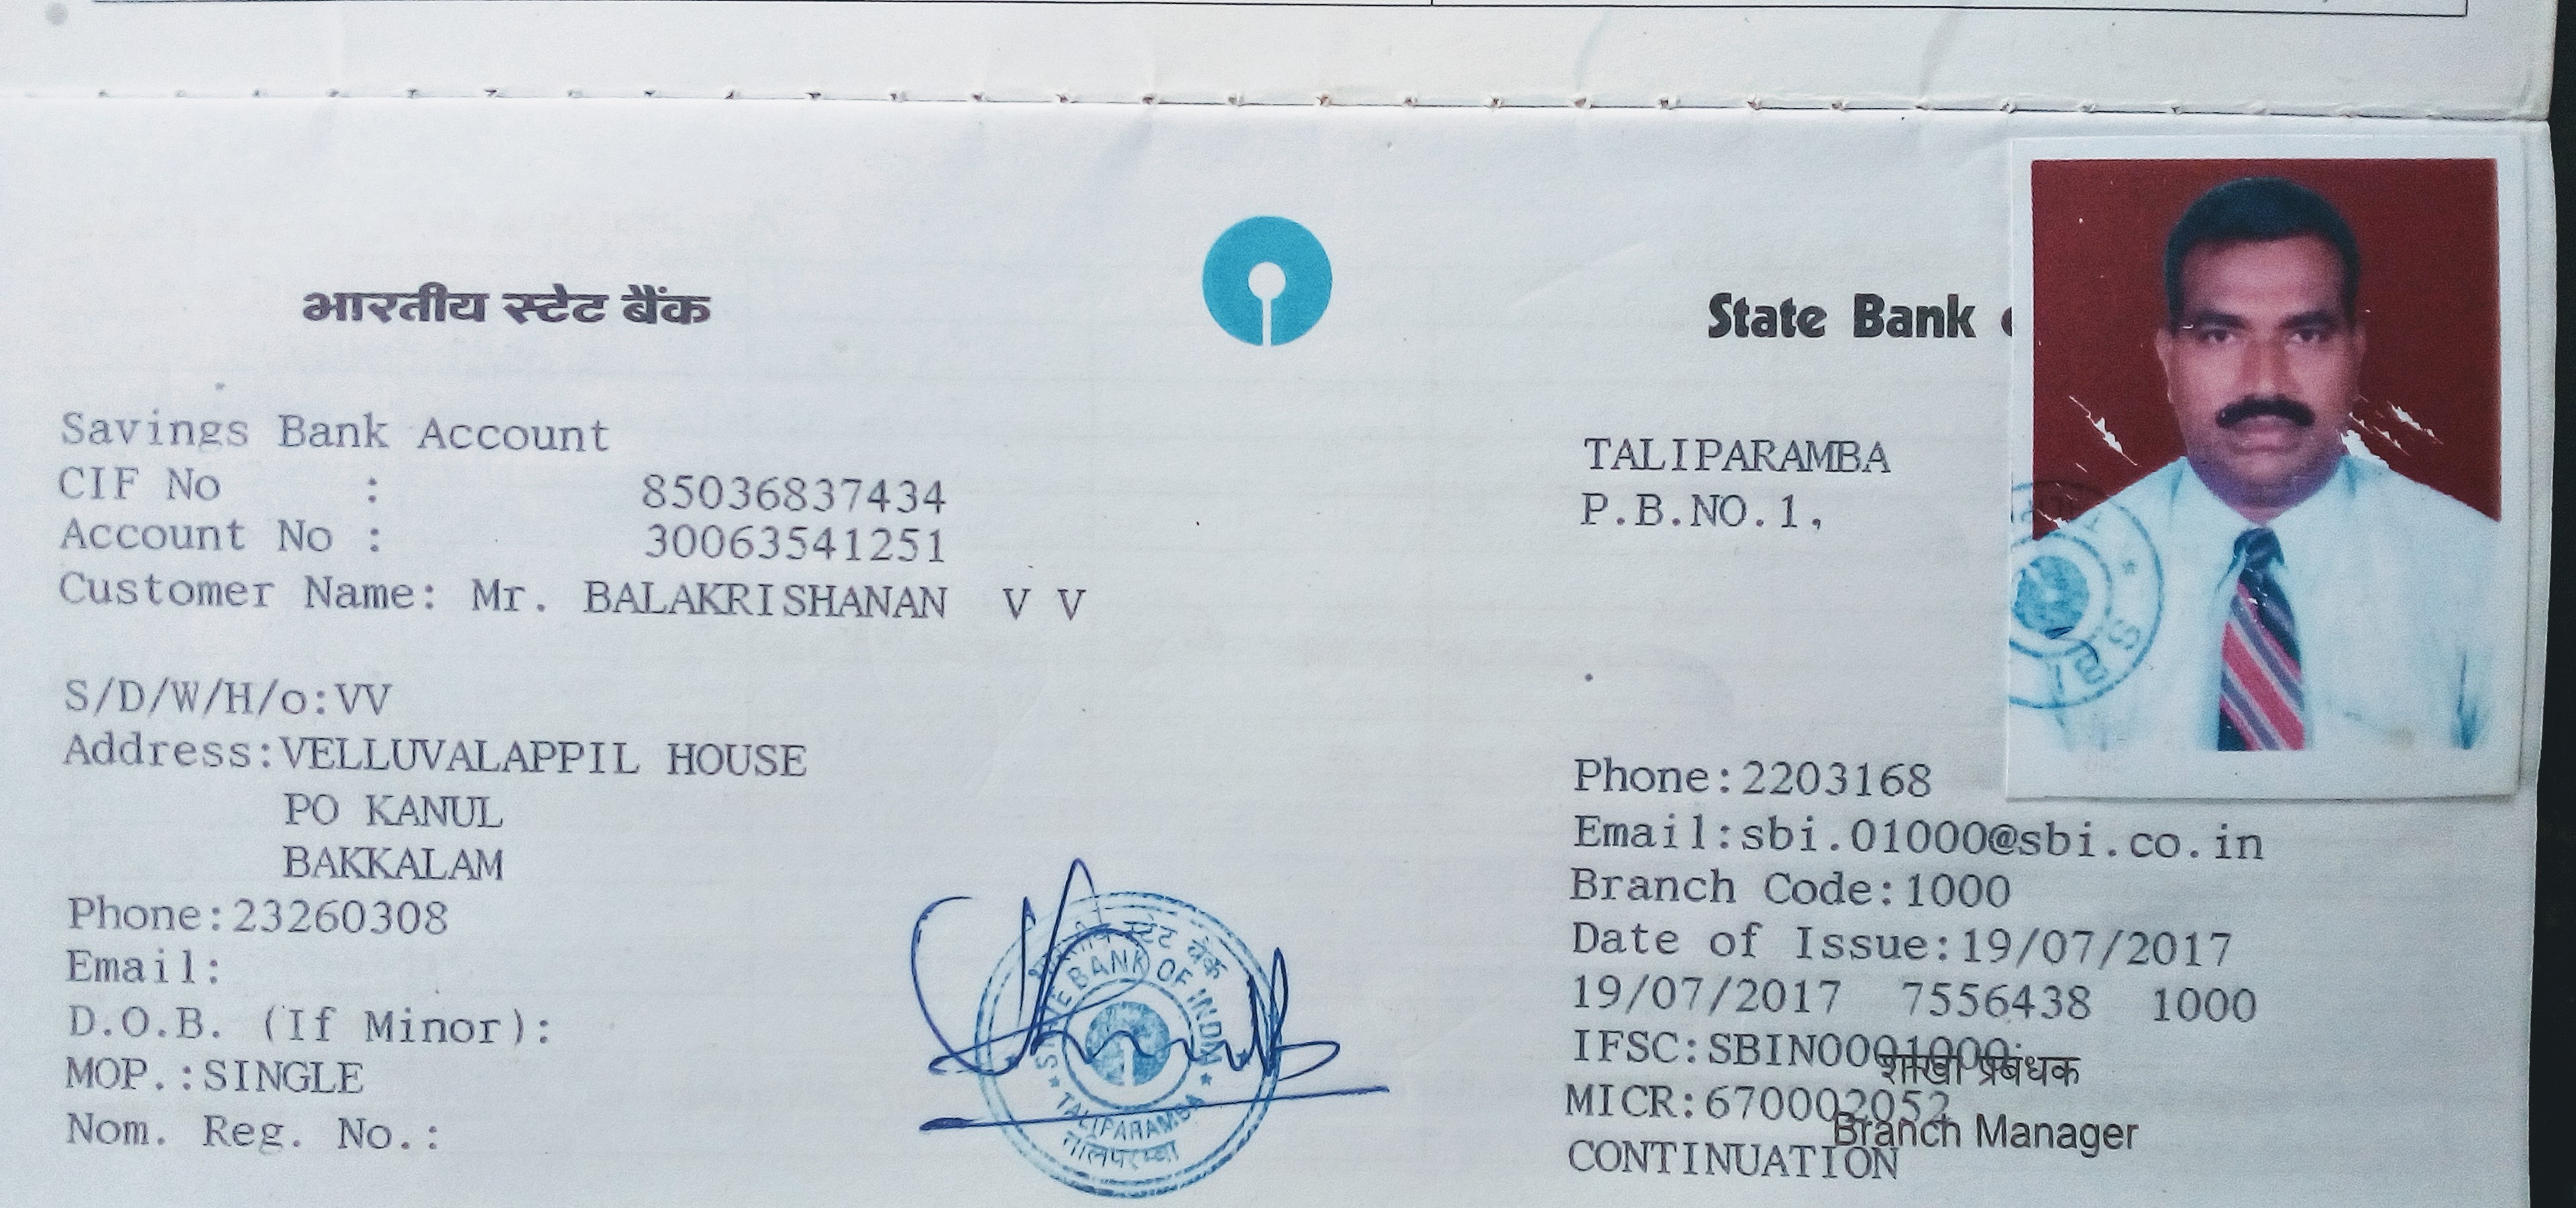 भारतीय स्टेट बैंक
State Bank
Savings Bank Account
CIF No : 85036837434
Account No : 30063541251
Customer Name: Mr. BALAKRISHANAN V V
S/D/W/H/o:VV
Address:VELLUVALAPPIL HOUSE
PO KANUL
BAKKALAM
Phone:23260308
Email:
D.O.B. (If Minor):
MOP.:SINGLE
Nom. Reg. No.:
भारतीय स्टेट बैंक
STATE BANK OF INDIA
TALIPARAMBA
तालिपरम्बा
TALIPARAMBA
P.B.NO.1,
SBI
Phone:2203168
Email:sbi.01000@sbi.co.in
Branch Code:1000
Date of Issue:19/07/2017
19/07/2017 7556438 1000
IFSC:SBIN0001000:
शाखा प्रबंधक
MICR:670002052
Branch Manager
CONTINUATION